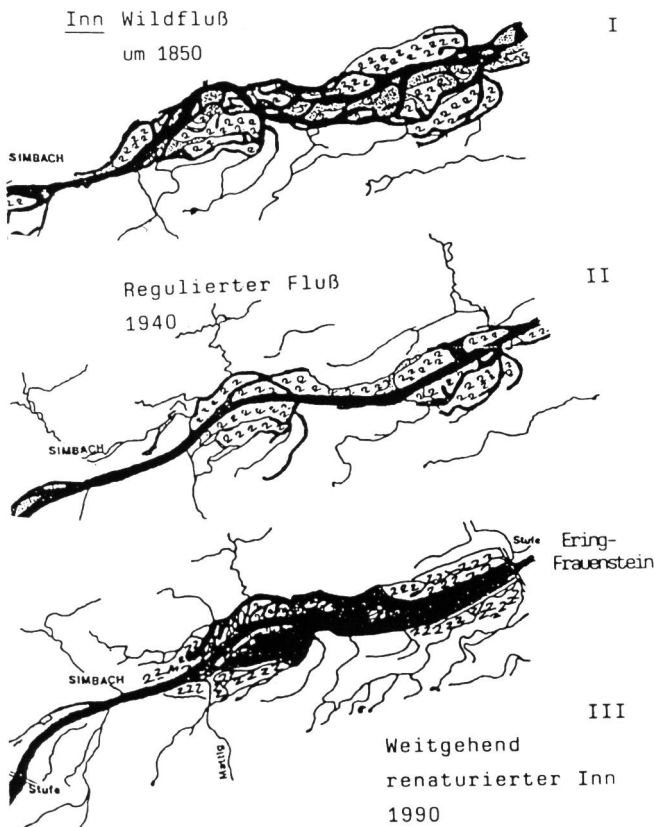 Inn Wildfluß
um 1850
I
SIMBACH
Regulierter Fluß
1940
II
SIMBACH
Stufe
Ering-
Frauenstein
SIMBACH
Mattig
III
Stufe
Weitgehend
renaturierter Inn
1990